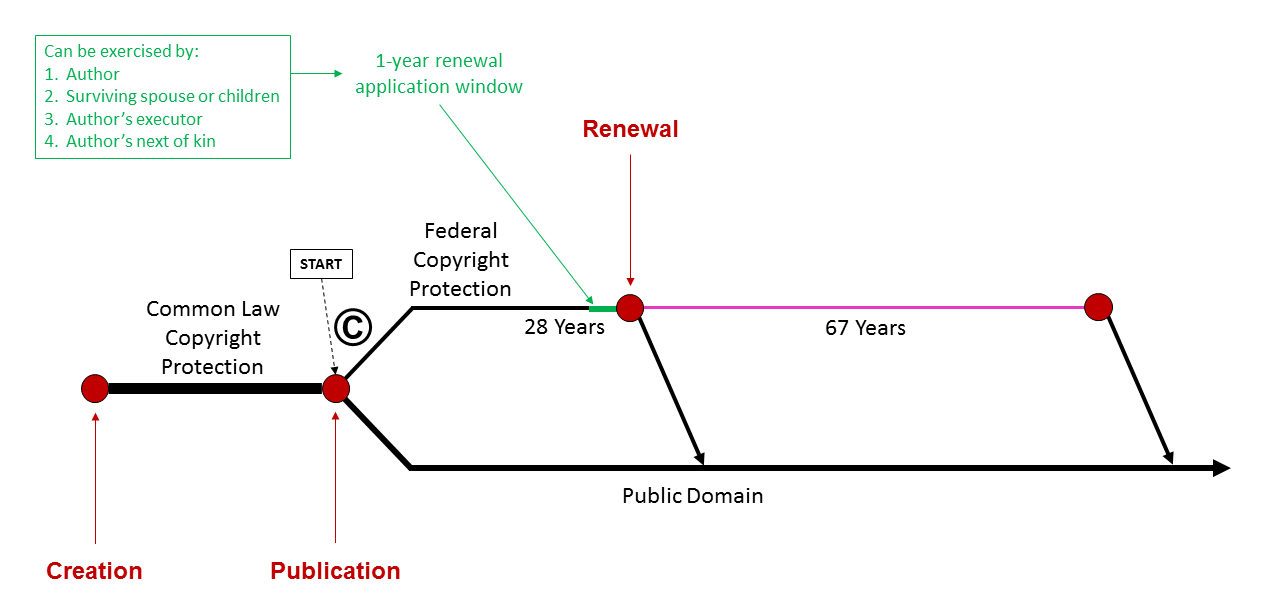 Can be exercised by:
1. Author
2. Surviving spouse or children
3. Author's executor
4. Author's next of kin
1-year renewal
application window
Renewal
Federal
Copyright
Protection
START
©
Common Law
Copyright
Protection
28 Years
67 Years
Public Domain
Creation
Publication